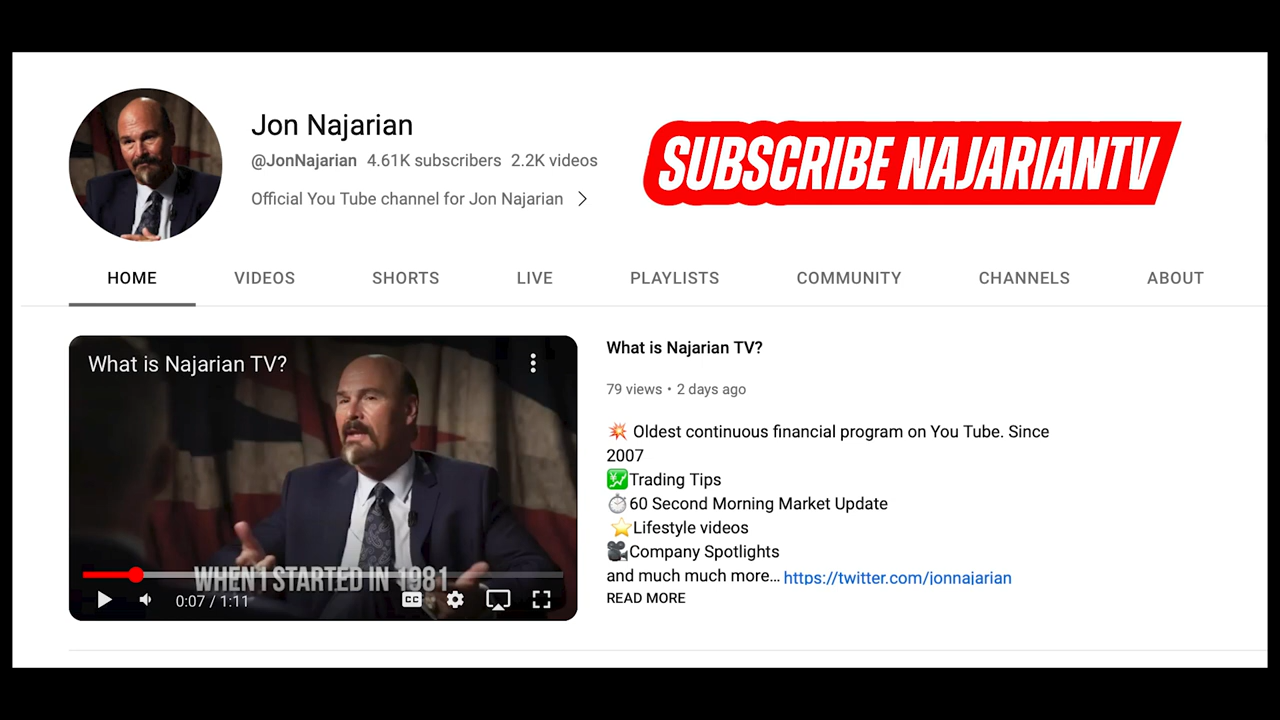 Jon Najarian
@JonNajarian 4.61K subscribers 2.2K videos
Official You Tube channel for Jon Najarian
SUBSCRIBE NAJARIANTV
HOME VIDEOS SHORTS LIVE PLAYLISTS COMMUNITY CHANNELS ABOUT
What is Najarian TV?
WHEN I STARTED IN 1981
0:07 / 1:11
CC
What is Najarian TV?
79 views • 2 days ago
💥 Oldest continuous financial program on You Tube. Since
2007
💹Trading Tips
⏱️60 Second Morning Market Update
⭐Lifestyle videos
🎥Company Spotlights
and much much more... https://twitter.com/jonnajarian
READ MORE